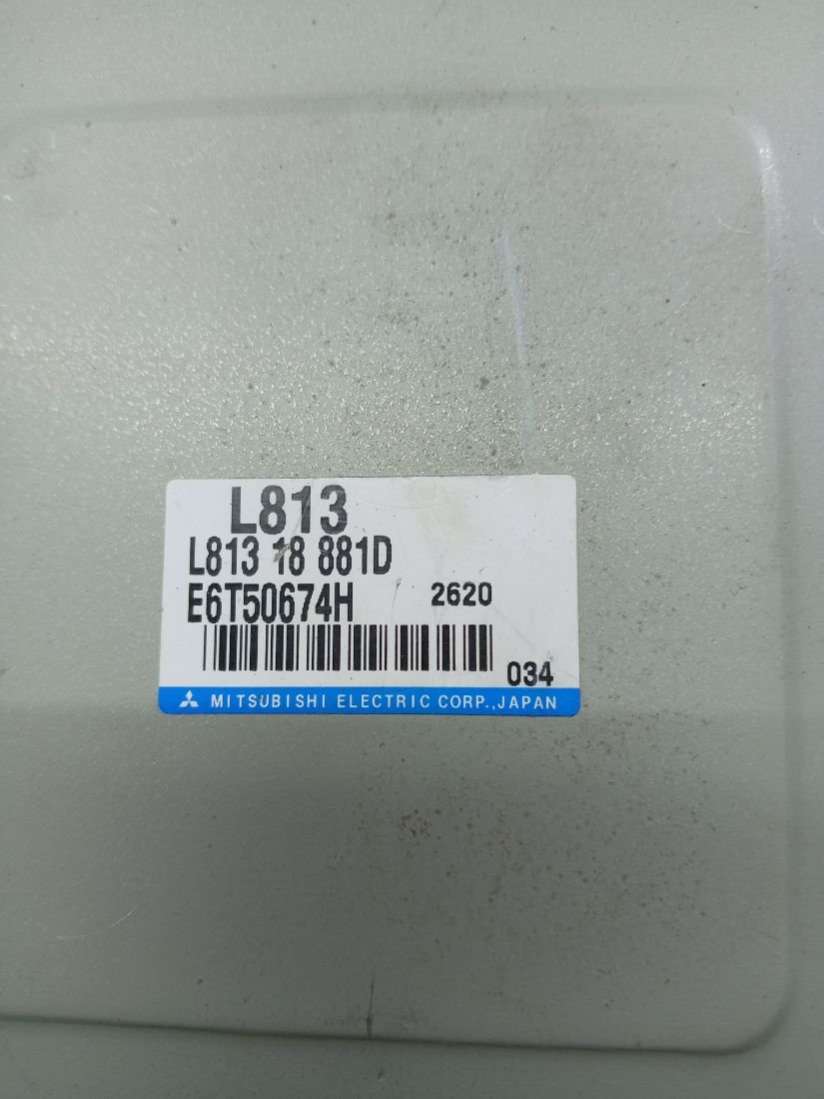 L813
L813 18 881D
E6T50674H 2620
034
MITSUBISHI ELECTRIC CORP., JAPAN